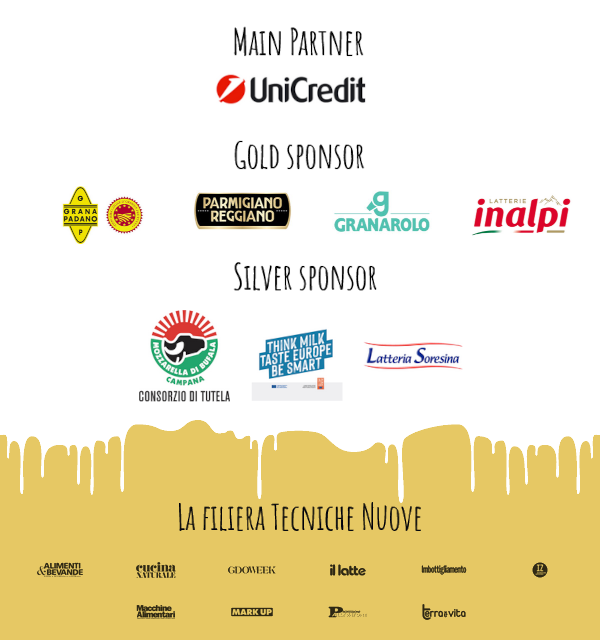 Main Partner
UniCredit
Gold sponsor
G
GRANA
PADANO
P
PARMIGIANO
REGGIANO
g
GRANAROLO
LATTERIE
inalpi
Silver sponsor
MOZZARELLA DI BUFALA
CAMPANA
CONSORZIO DI TUTELA
THINK MILK
TASTE EUROPE
BE SMART
Latteria Soresina
La filiera Tecniche Nuove
ALIMENTI
&BEVANDE
cucina
NATURALE
GDOWEEK
il latte
Imbottigliamento
Macchine
Alimentari
MARK UP
terra è vita